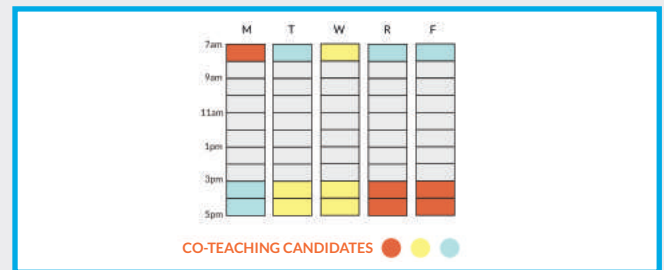 M T W R F
7am
9am
11am
1pm
3pm
5pm
CO-TEACHING CANDIDATES